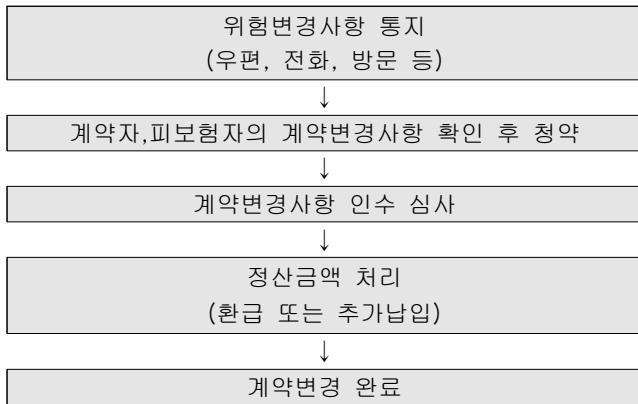 위험변경사항 통지
(우편, 전화, 방문 등)
↓
계약자,피보험자의 계약변경사항 확인 후 청약
↓
계약변경사항 인수 심사
↓
정산금액 처리
(환급 또는 추가납입)
↓
계약변경 완료